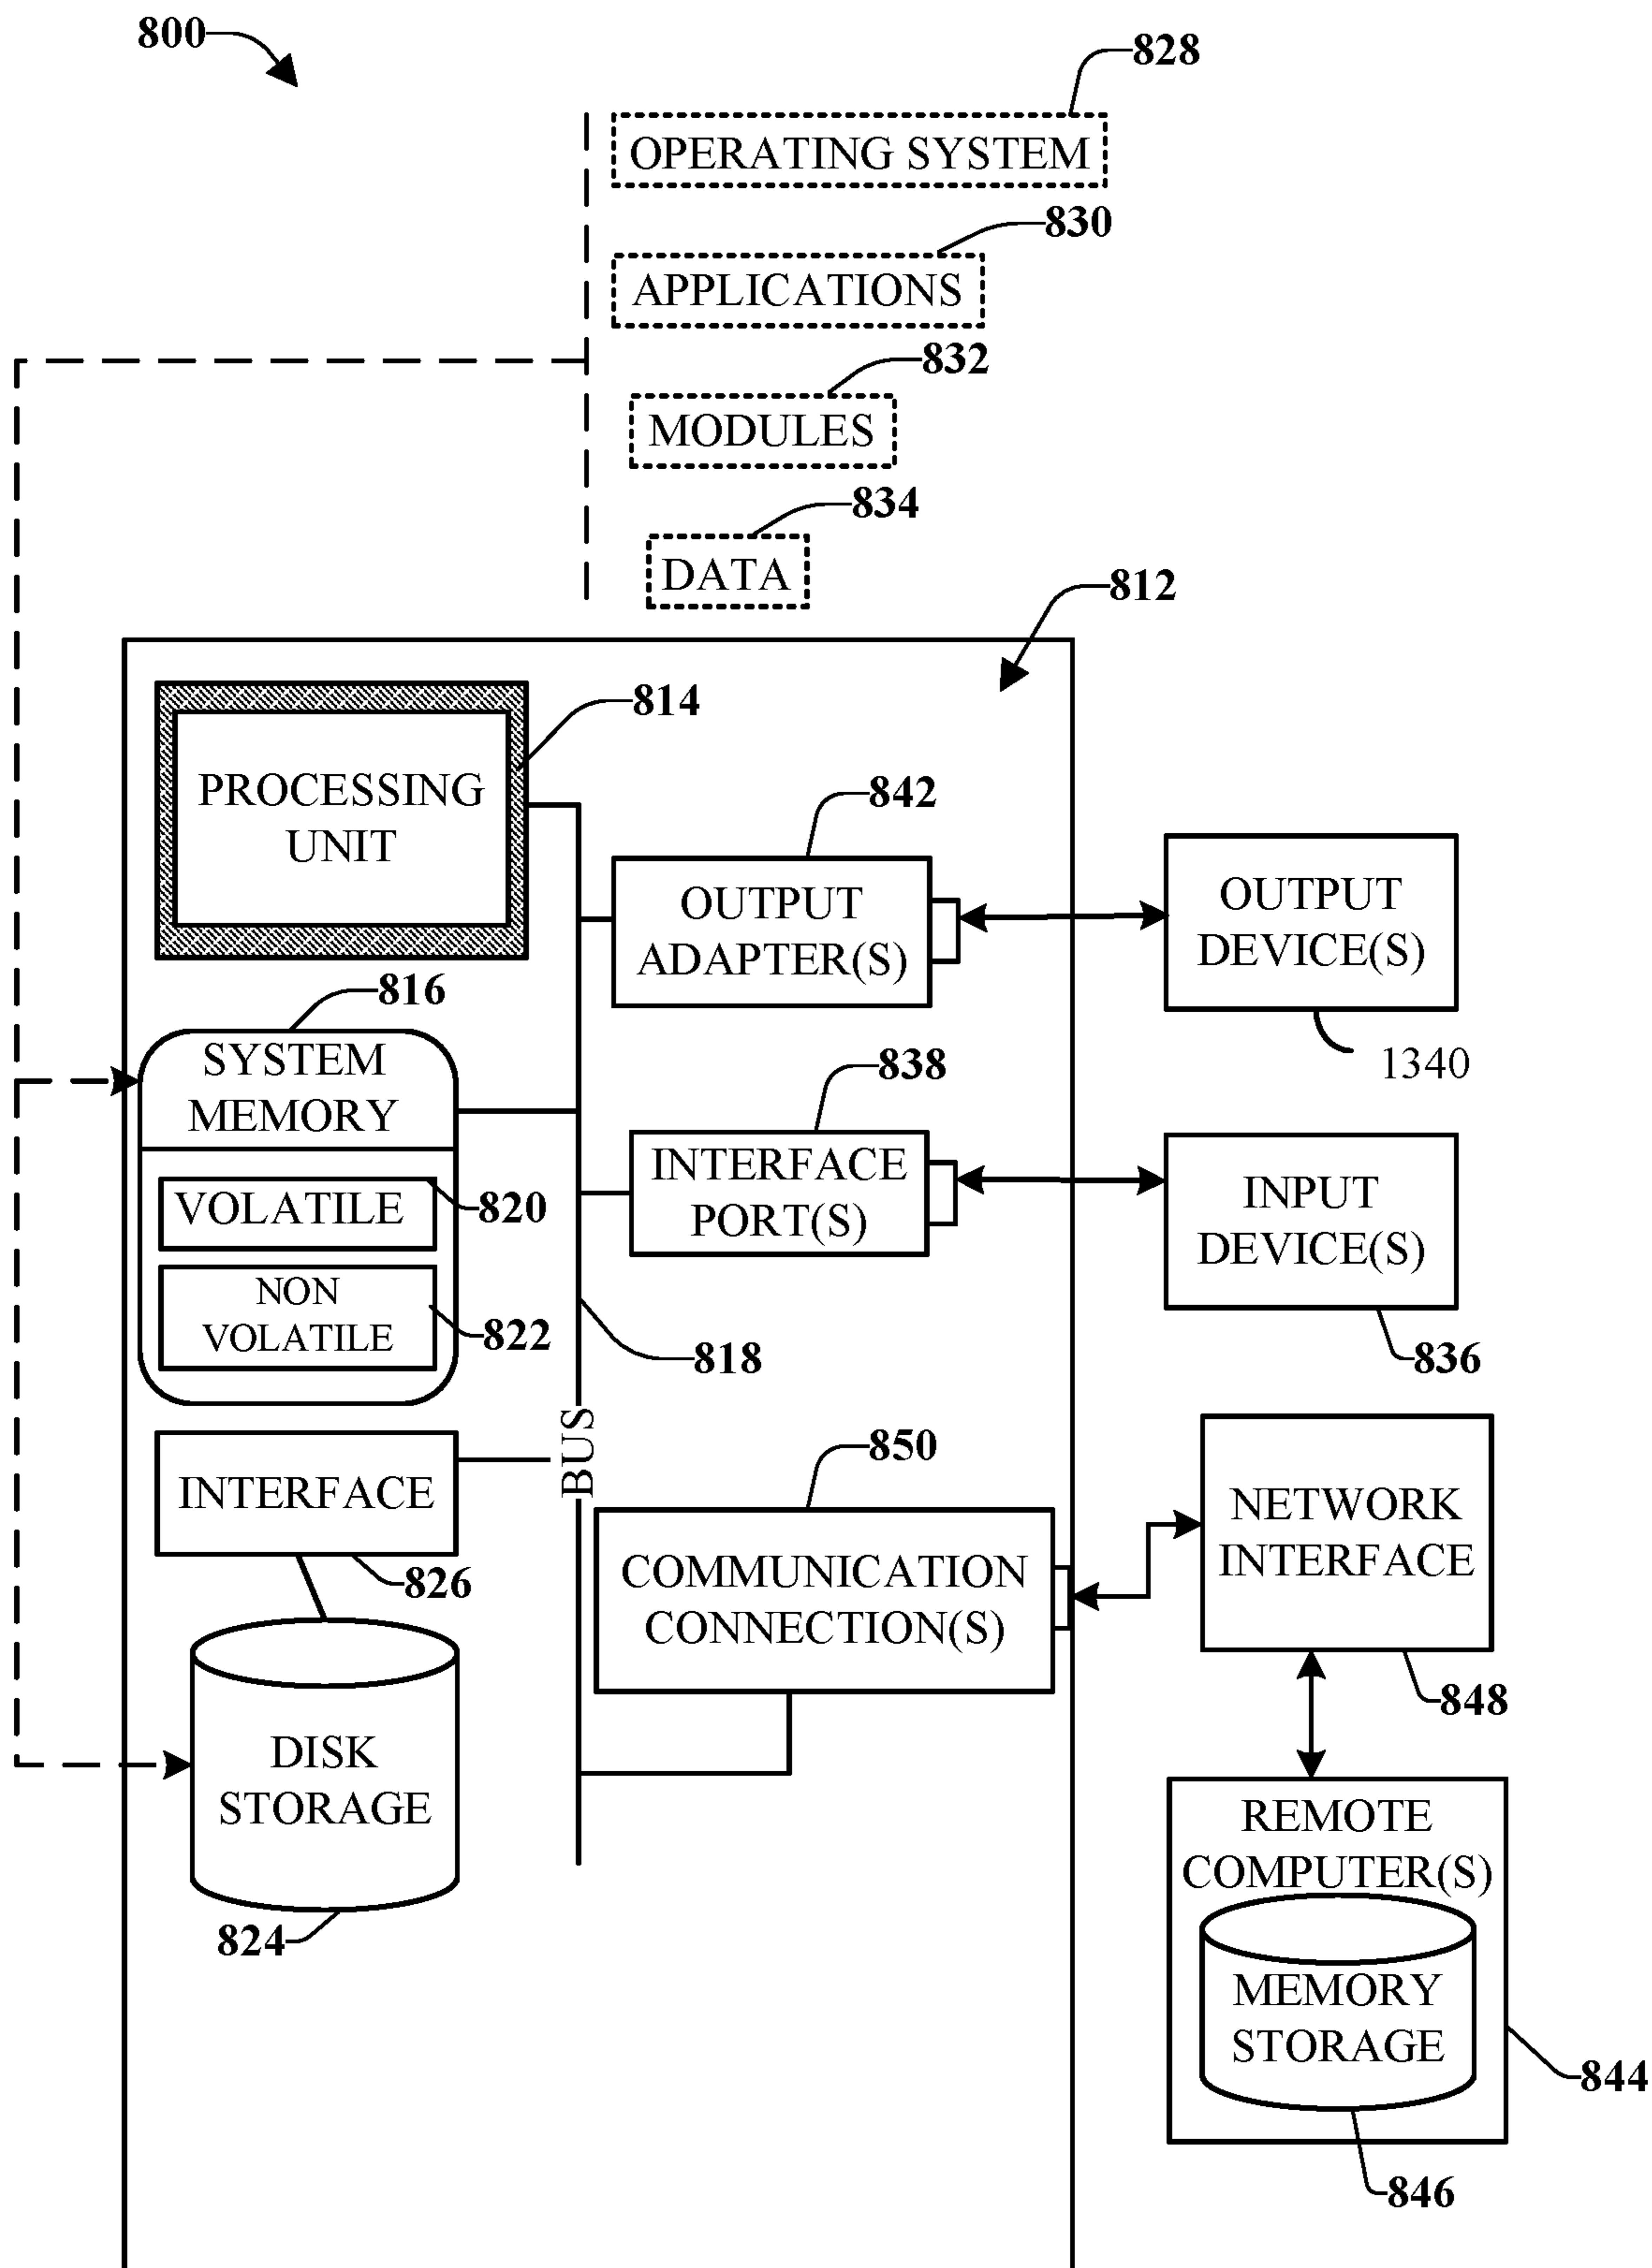 800
828
OPERATING SYSTEM
830
APPLICATIONS
832
MODULES
834
DATA
812
814
PROCESSING
UNIT
842
OUTPUT
ADAPTER(S)
OUTPUT
DEVICE(S)
1340
816
SYSTEM
MEMORY
838
INTERFACE
PORT(S)
INPUT
DEVICE(S)
836
VOLATILE
820
NON
VOLATILE
822
818
BUS
INTERFACE
826
850
COMMUNICATION
CONNECTION(S)
NETWORK
INTERFACE
848
DISK
STORAGE
824
REMOTE
COMPUTER(S)
MEMORY
STORAGE
844
846